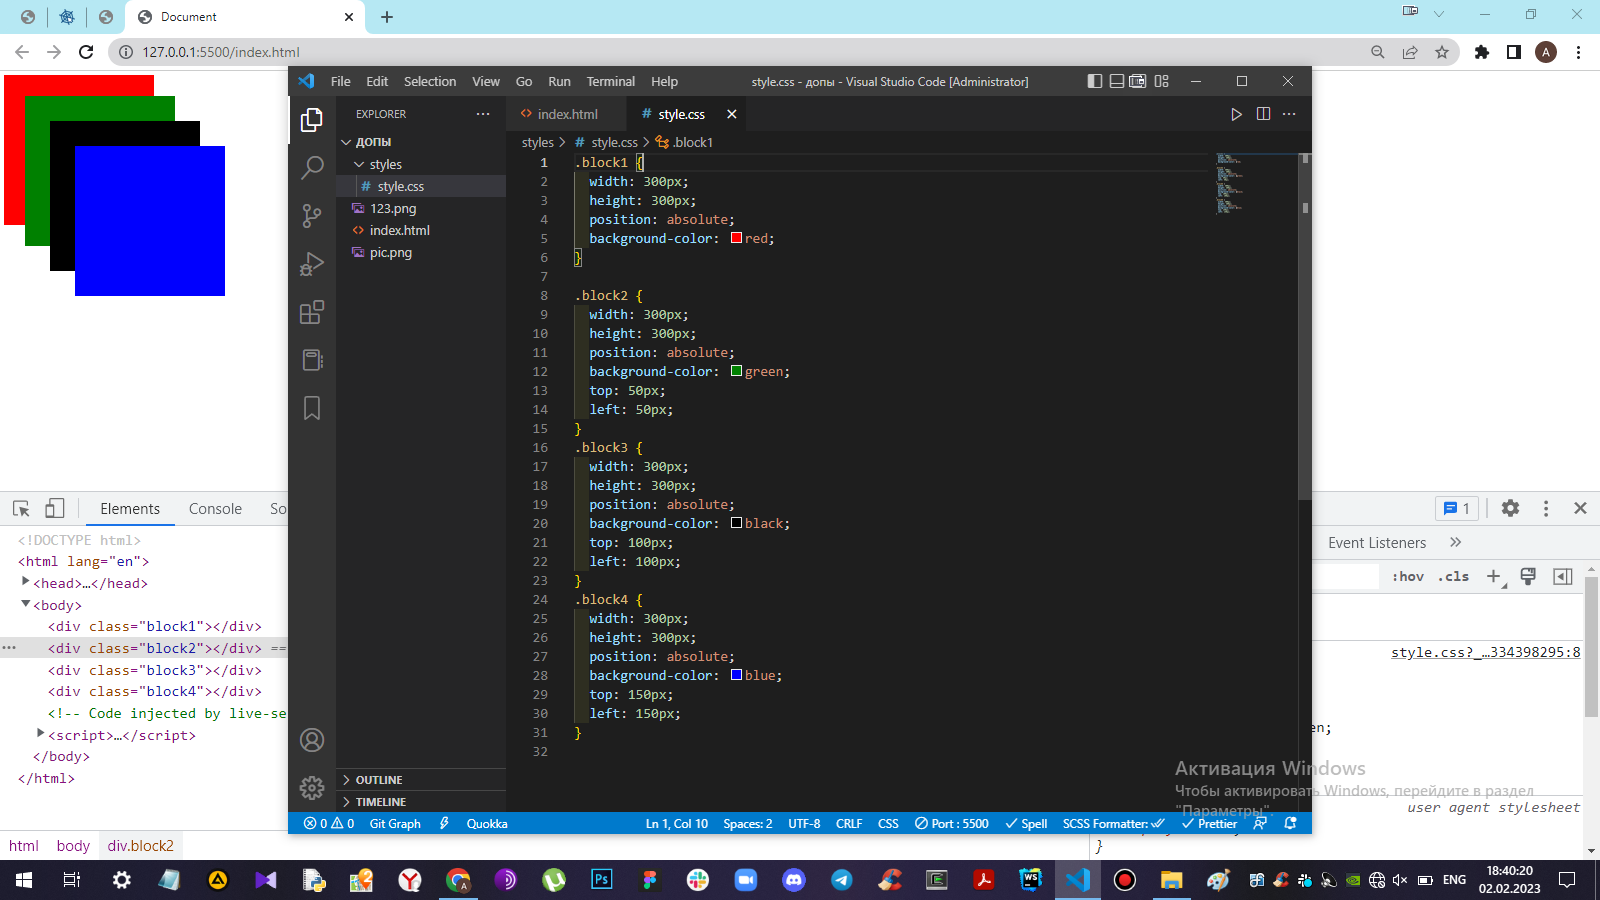 Document
127.0.0.1:5500/index.html
File Edit Selection View Go Run Terminal Help
style.css - допы - Visual Studio Code [Administrator]
EXPLORER
ДОПЫ
styles
style.css
123.png
index.html
pic.png
OUTLINE
TIMELINE
index.html
style.css
styles > style.css > .block1
1 .block1 {
2 width: 300px;
3 height: 300px;
4 position: absolute;
5 background-color: red;
6 }
7
8 .block2 {
9 width: 300px;
10 height: 300px;
11 position: absolute;
12 background-color: green;
13 top: 50px;
14 left: 50px;
15 }
16 .block3 {
17 width: 300px;
18 height: 300px;
19 position: absolute;
20 background-color: black;
21 top: 100px;
22 left: 100px;
23 }
24 .block4 {
25 width: 300px;
26 height: 300px;
27 position: absolute;
28 background-color: blue;
29 top: 150px;
30 left: 150px;
31 }
32
0 0 Git Graph Quokka Ln 1, Col 10 Spaces: 2 UTF-8 CRLF CSS Port : 5500 Spell SCSS Formatter: Prettier
Elements Console So
<!DOCTYPE html>
<html lang="en">
<head>…</head>
<body>
<div class="block1"></div>
<div class="block2"></div> ==
<div class="block3"></div>
<div class="block4"></div>
<!-- Code injected by live-se
<script>…</script>
</body>
</html>
html body div.block2
1
Event Listeners
:hov .cls
style.css?_…334398295:8
en;
user agent stylesheet
}
Активация Windows
Чтобы активировать Windows, перейдите в раздел
"Параметры".
A
Ps
WS
ENG
18:40:20
02.02.2023